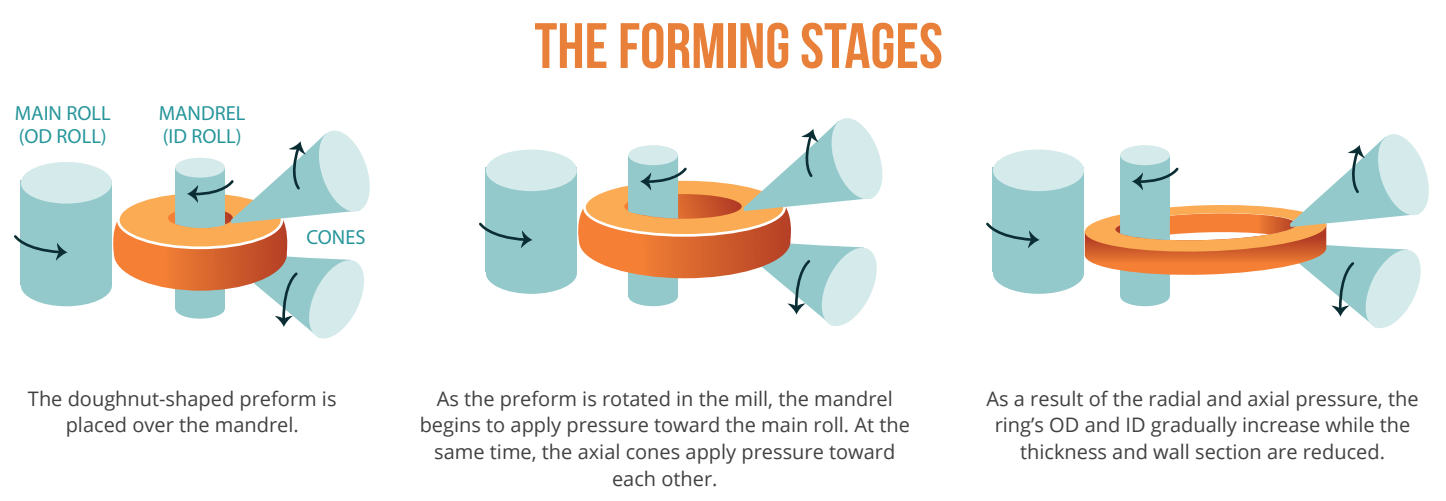 THE FORMING STAGES
MAIN ROLL
(OD ROLL)
MANDREL
(ID ROLL)
CONES
The doughnut-shaped preform is
placed over the mandrel.
As the preform is rotated in the mill, the mandrel
begins to apply pressure toward the main roll. At the
same time, the axial cones apply pressure toward
each other.
As a result of the radial and axial pressure, the
ring’s OD and ID gradually increase while the
thickness and wall section are reduced.